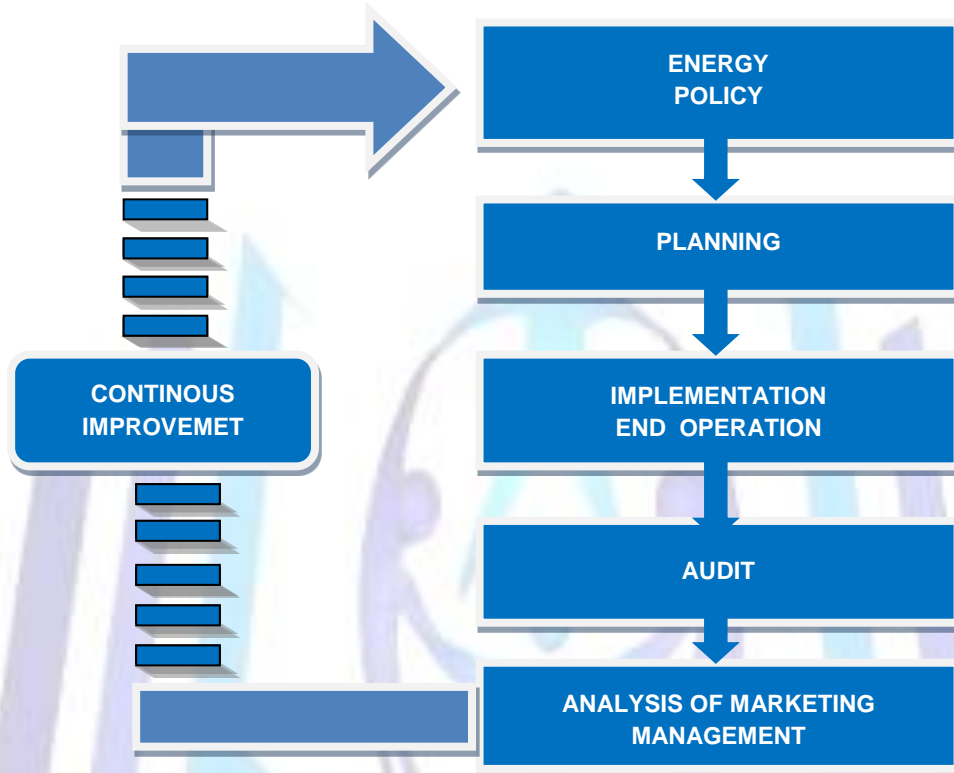 ENERGY
POLICY
PLANNING
IMPLEMENTATION
END OPERATION
AUDIT
ANALYSIS OF MARKETING
MANAGEMENT
CONTINOUS
IMPROVEMET